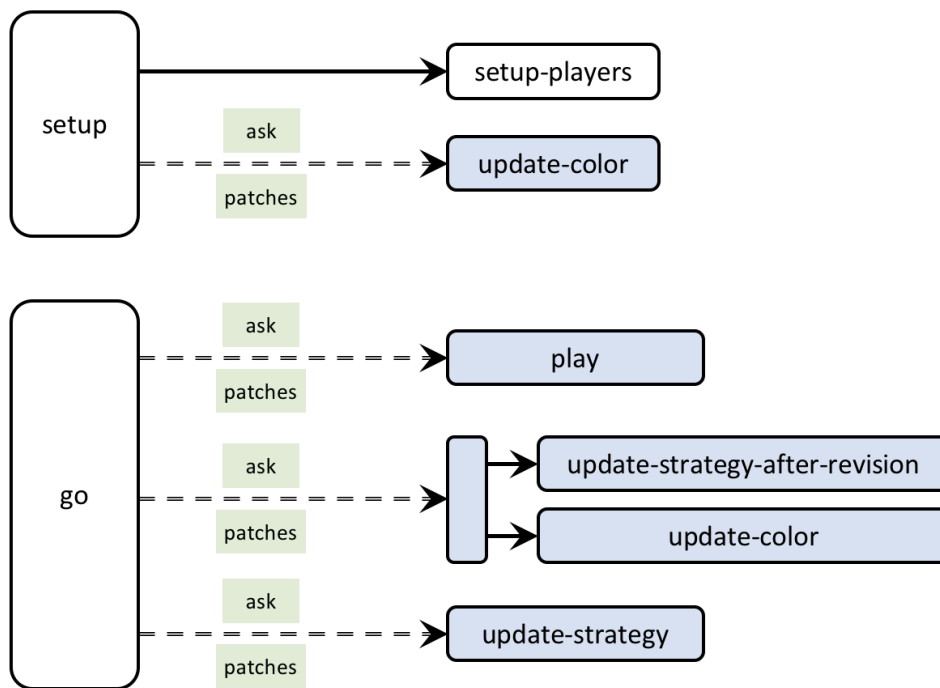 setup
setup-players
ask
update-color
patches
go
ask
play
patches
ask
update-strategy-after-revision
patches
update-color
ask
update-strategy
patches